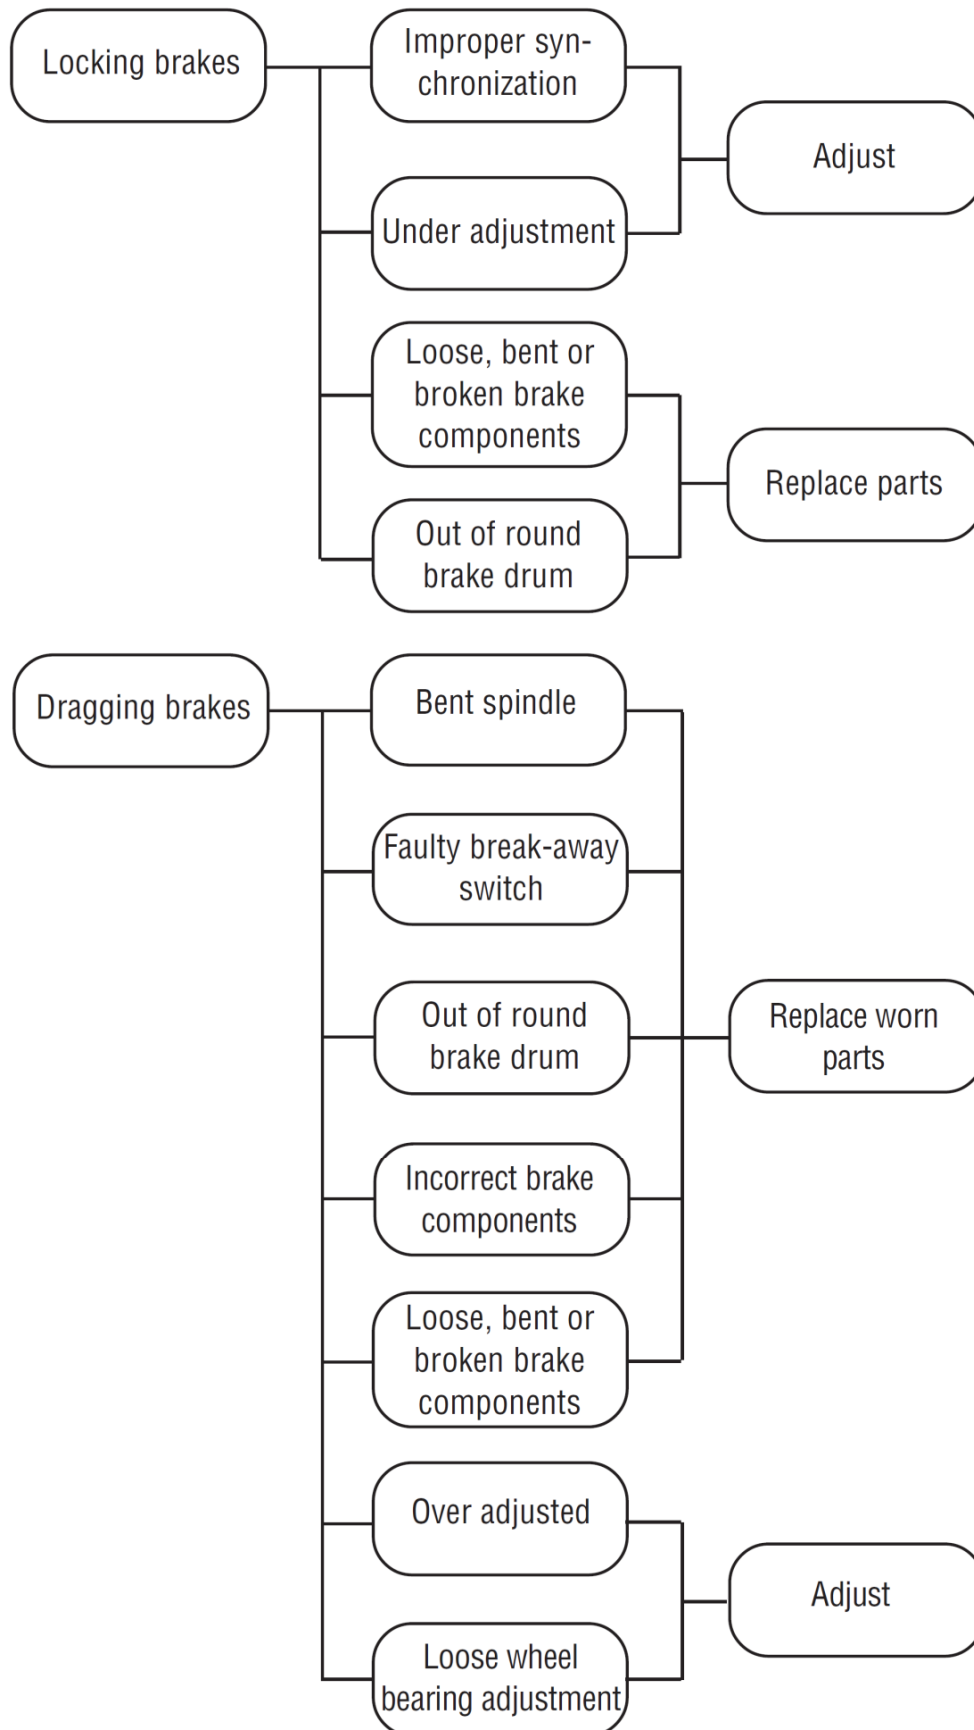 Locking brakes
Improper syn-
chronization
Under adjustment
Adjust
Loose, bent or
broken brake
components
Out of round
brake drum
Replace parts
Dragging brakes
Bent spindle
Faulty break-away
switch
Out of round
brake drum
Incorrect brake
components
Loose, bent or
broken brake
components
Replace worn
parts
Over adjusted
Loose wheel
bearing adjustment
Adjust